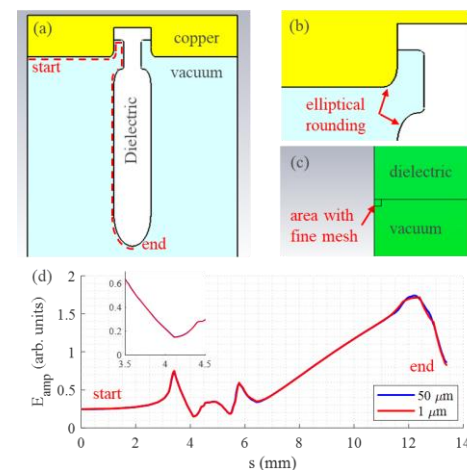 (a)
copper
start
vacuum
Dielectric
end
(b)
elliptical
rounding
(c)
dielectric
area with
fine mesh
vacuum
(d)
E_amp (arb. units)
2
1.5
1
0.5
0
0.6
0.4
0.2
0
3.5 4 4.5
start
end
50 μm
1 μm
0 2 4 6 8 10 12 14
s (mm)